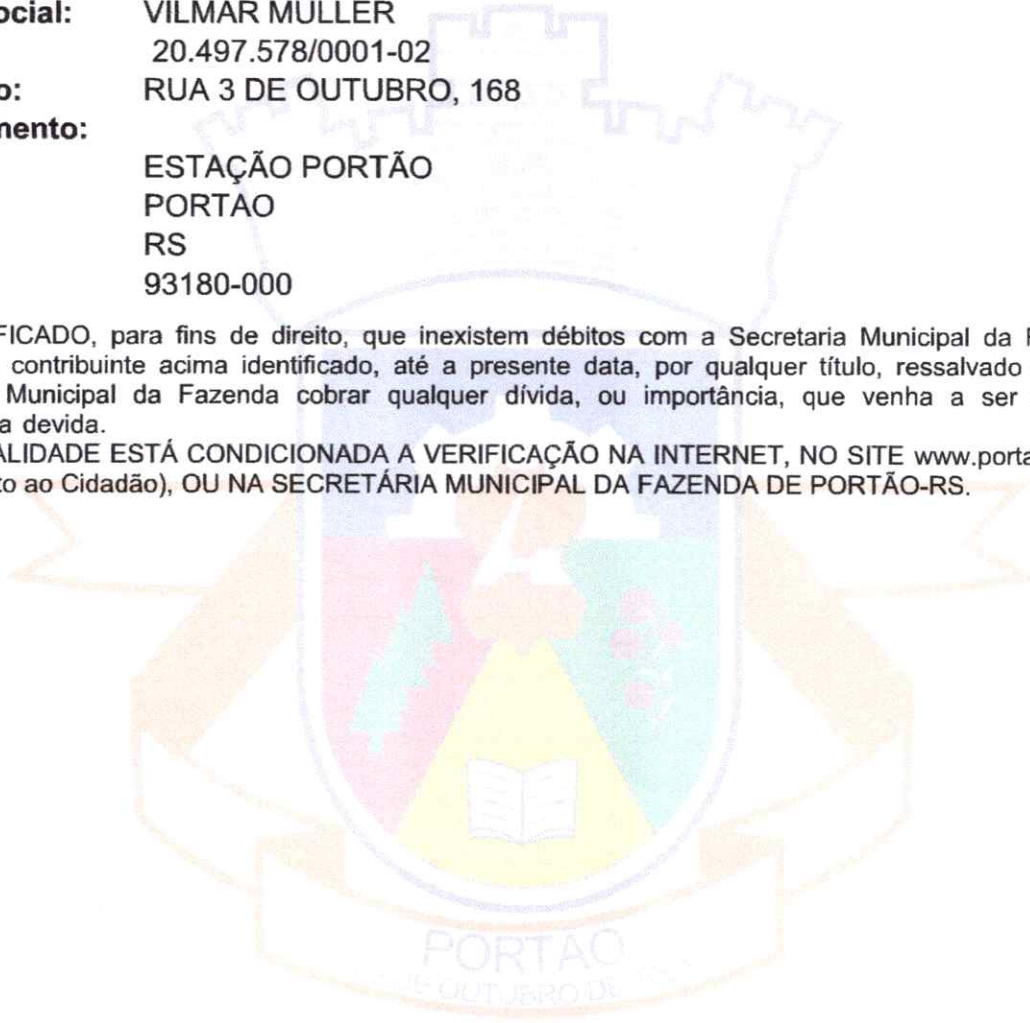 ocial: VILMAR MULLER
20.497.578/0001-02
o: RUA 3 DE OUTUBRO, 168
mento:
ESTAÇÃO PORTÃO
PORTAO
RS
93180-000
FICADO, para fins de direito, que inexistem débitos com a Secretaria Municipal da F
contribuinte acima identificado, até a presente data, por qualquer título, ressalvado
Municipal da Fazenda cobrar qualquer dívida, ou importância, que venha a ser
a devida.
ALIDADE ESTÁ CONDICIONADA A VERIFICAÇÃO NA INTERNET, NO SITE www.porta
to ao Cidadão), OU NA SECRETÁRIA MUNICIPAL DA FAZENDA DE PORTÃO-RS.
PORTÃO
DE OUTUBRO DE